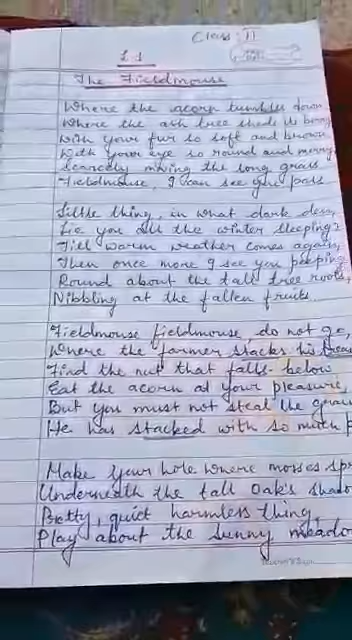 Class: II
L 1
The Fieldmouse
Where the acorn tumbles down
Where the ash tree sheds its berry
With your fur so soft and brown
With your eye so round and merry
Scarcely moving the long grass
Fieldmouse, I can see you pass
Little thing, in what dark den,
Lie you all the winter sleeping?
Till warm weather comes again,
Then once more I see you peeping
Round about the tall tree roots,
Nibbling at the fallen fruits.
Fieldmouse fieldmouse, do not go,
Where the farmer stacks his
Find the nut that falls below
Eat the acorn at your pleasure,
But you must not steal the grain
He has stacked with so much
Make your hole where mosses
Underneath the tall Oak's
Pretty, quiet harmless thing,
Play about the sunny